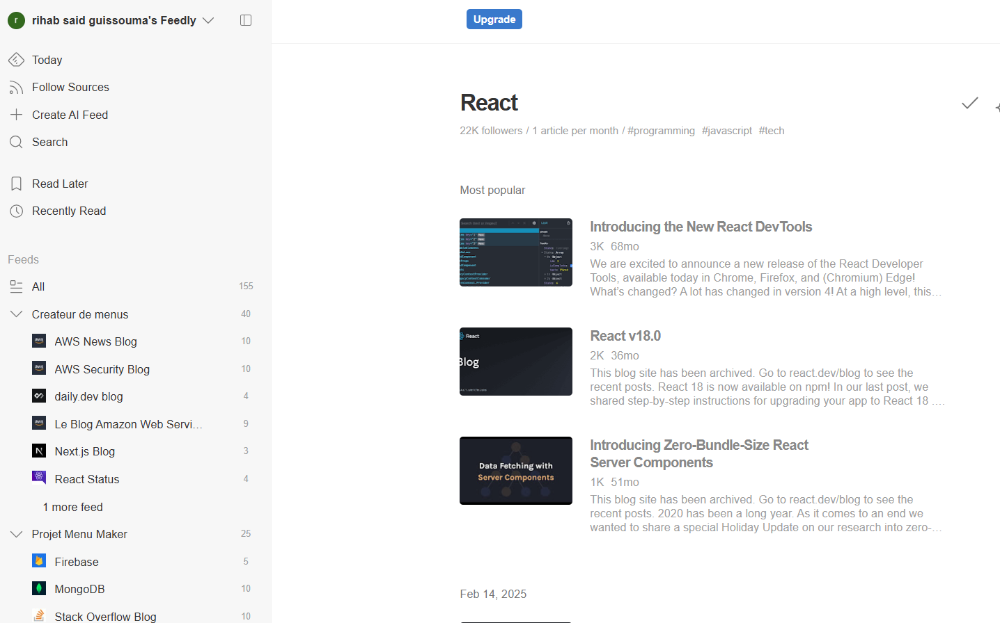 r
rihab said guissouma's Feedly
Today
Follow Sources
Create AI Feed
Search
Read Later
Recently Read
Feeds
All 155
Createur de menus 40
AWS News Blog 10
AWS Security Blog 10
daily.dev blog 4
Le Blog Amazon Web Servi… 9
Next.js Blog 3
React Status 4
1 more feed
Projet Menu Maker 25
Firebase 5
MongoDB 10
Stack Overflow Blog 10
Upgrade
React
22K followers / 1 article per month / #programming #javascript #tech
Most popular
Introducing the New React DevTools
3K 68mo
We are excited to announce a new release of the React Developer
Tools, available today in Chrome, Firefox, and (Chromium) Edge!
What’s changed? A lot has changed in version 4! At a high level, this…
React
Blog
React v18.0
2K 36mo
This blog site has been archived. Go to react.dev/blog to see the
recent posts. React 18 is now available on npm! In our last post, we
shared step-by-step instructions for upgrading your app to React 18 .…
Data Fetching with
Server Components
Introducing Zero-Bundle-Size React
Server Components
1K 51mo
This blog site has been archived. Go to react.dev/blog to see the
recent posts. 2020 has been a long year. As it comes to an end we
wanted to share a special Holiday Update on our research into zero-…
Feb 14, 2025